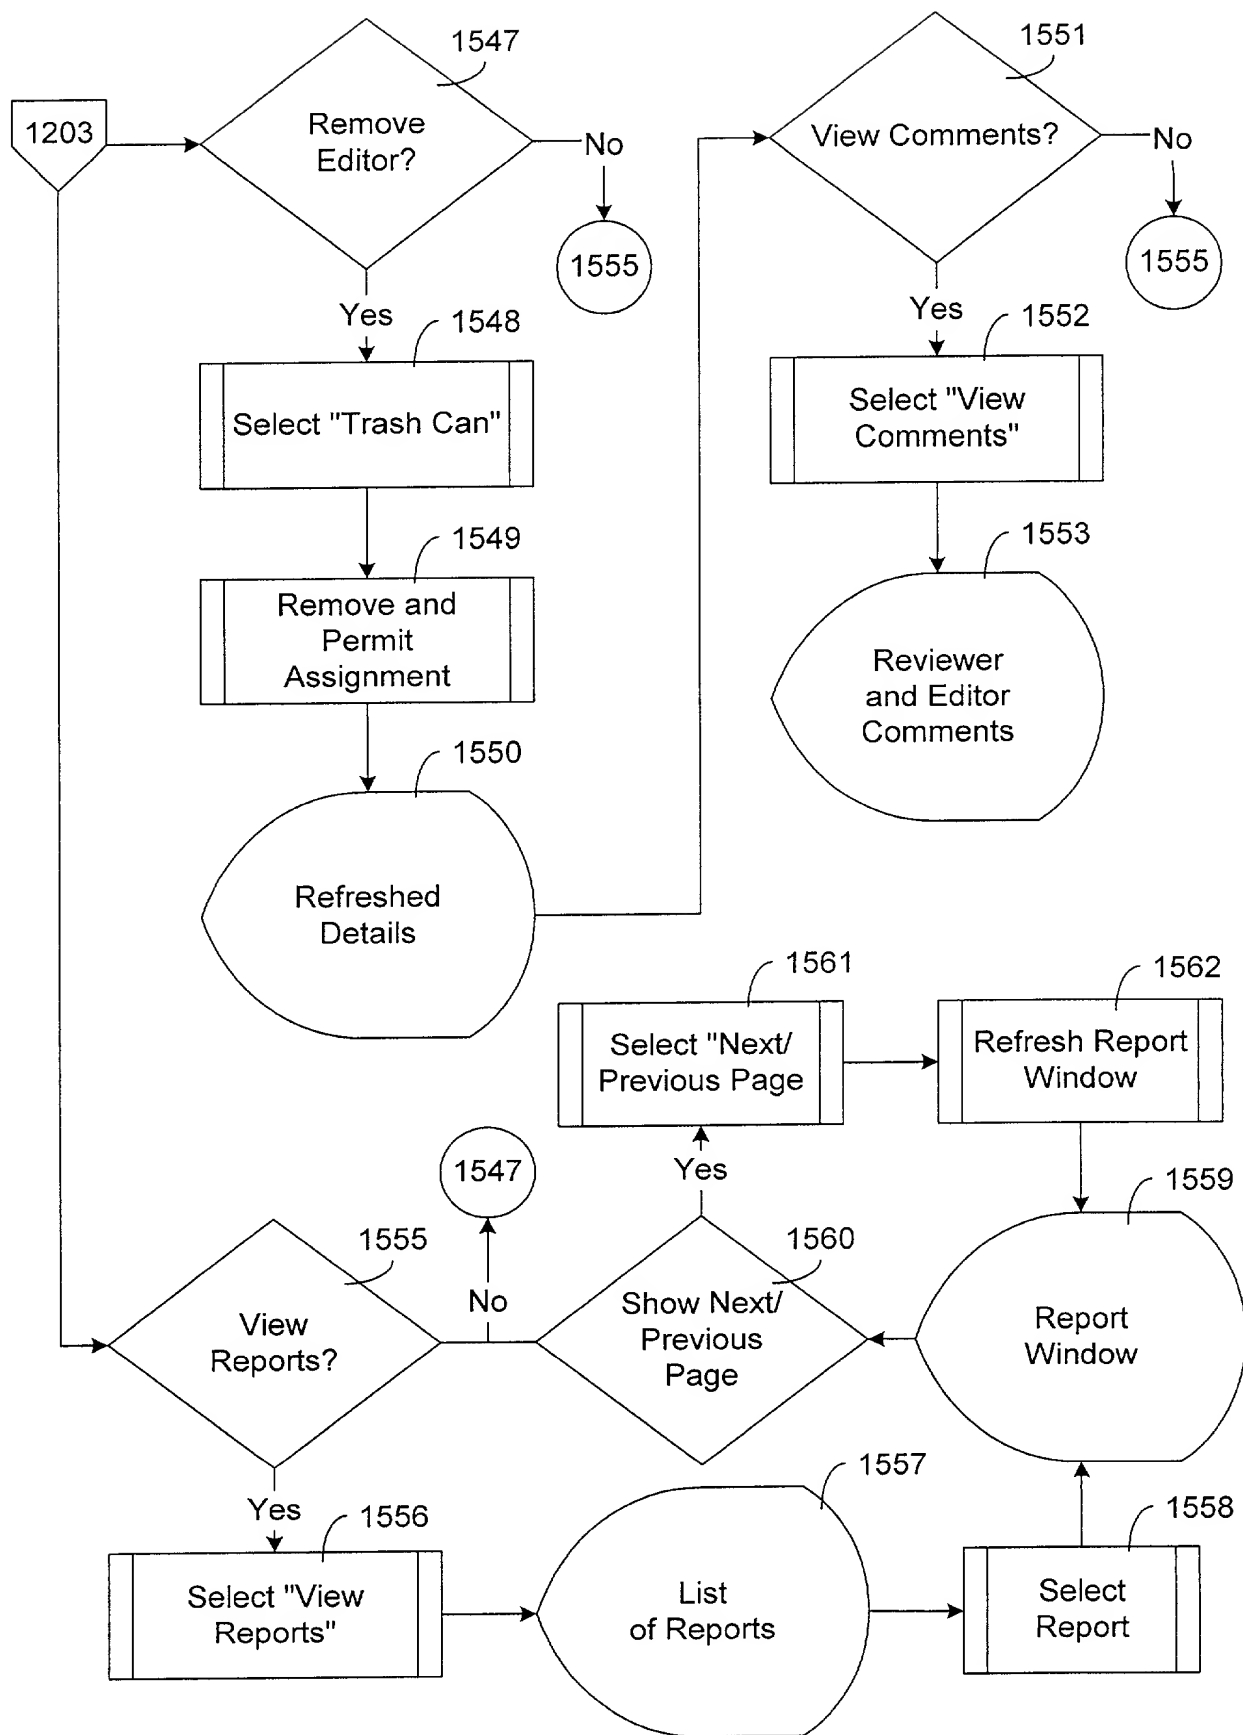 1203
1547
Remove
Editor?
No
1555
Yes
1548
Select "Trash Can"
1549
Remove and
Permit
Assignment
1550
Refreshed
Details
1551
View Comments?
No
1555
Yes
1552
Select "View
Comments"
1553
Reviewer
and Editor
Comments
1561
Select "Next/
Previous Page
1562
Refresh Report
Window
1547
Yes
1559
1555
View
Reports?
No
1560
Show Next/
Previous
Page
Report
Window
Yes
1556
Select "View
Reports"
1557
List
of Reports
1558
Select
Report